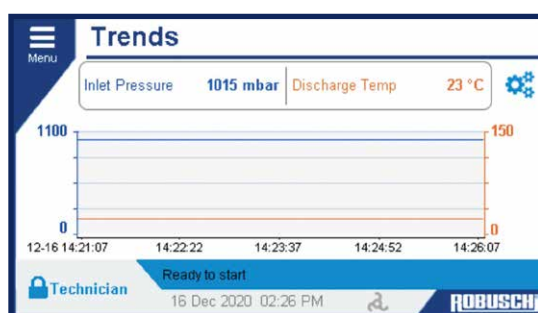 Trends
Menu
Inlet Pressure 1015 mbar Discharge Temp 23 °C
1100 150
0 0
12-16 14:21:07 14:22:22 14:23:37 14:24:52 14:26:07
Ready to start
Technician
16 Dec 2020 02:26 PM
ROBUSCHI